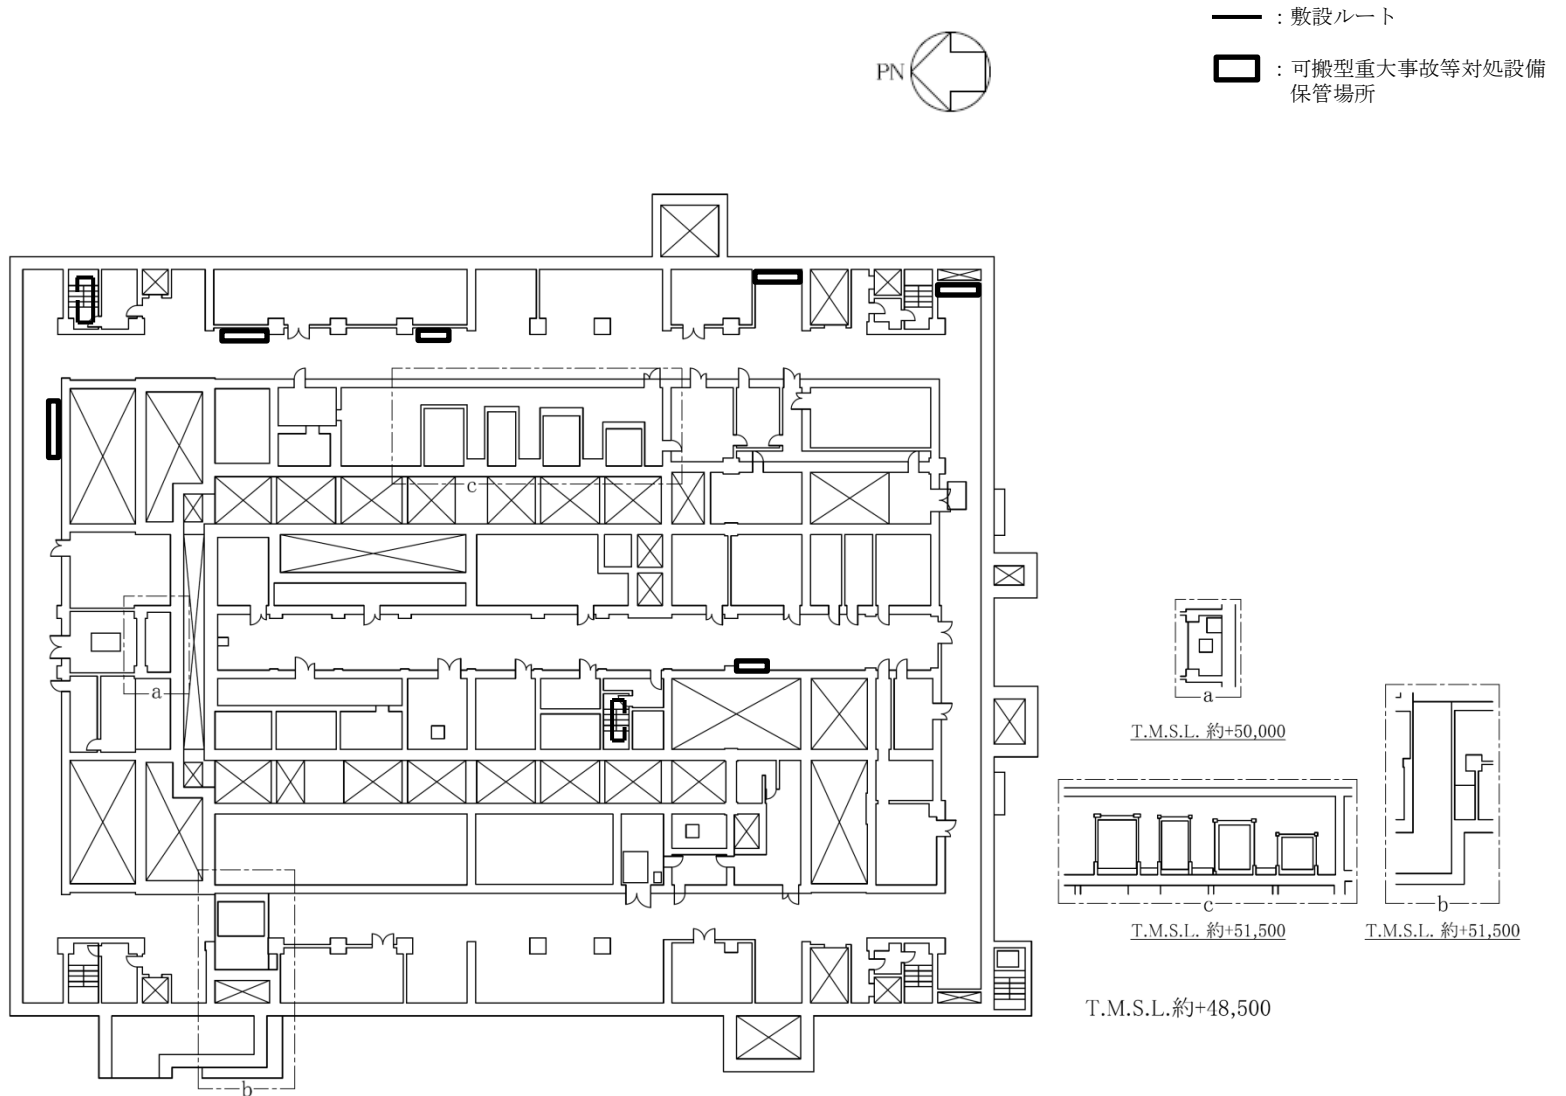 : 敷設ルート
PN
: 可搬型重大事故等対処設備
保管場所
c
a
a
T.M.S.L. 約+50,000
c
b
T.M.S.L. 約+51,500
T.M.S.L. 約+51,500
T.M.S.L.約+48,500
b